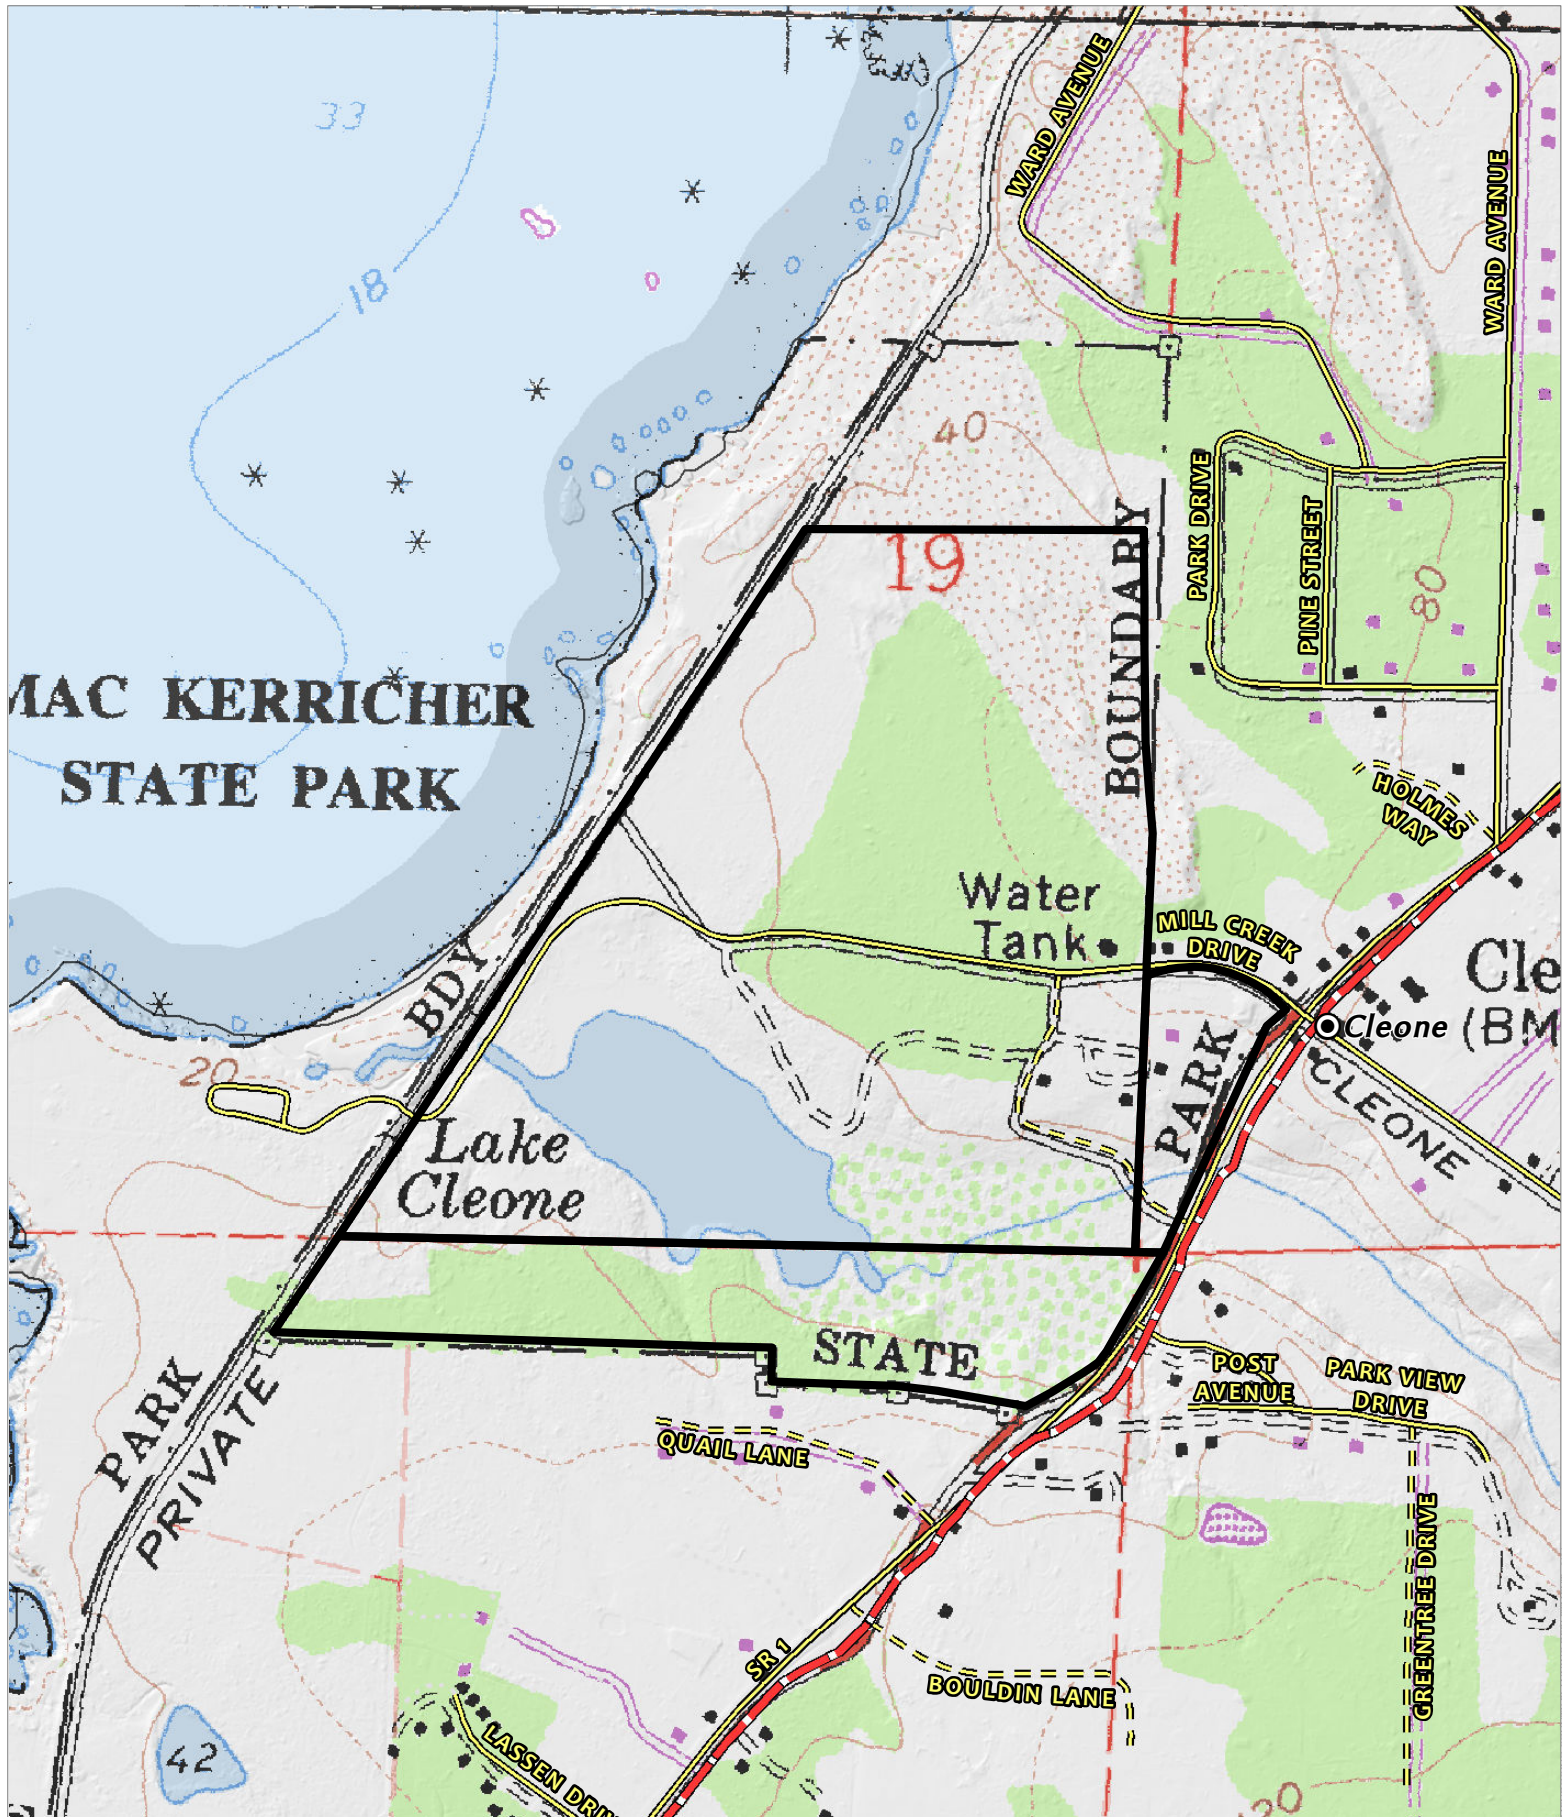 33
18
WARD AVENUE
WARD AVENUE
40
19
PARK DRIVE
PINE STREET
80
BOUNDARY
MAC KERRICHER
STATE PARK
HOLMES
WAY
Water
Tank
MILL CREEK
DRIVE
Cle
(BM
Cleone
CLEONE
BDY
20
PARK
Lake
Cleone
STATE
PARK
PRIVATE
POST
AVENUE
PARK VIEW
DRIVE
QUAIL LANE
GREENTREE DRIVE
SR 1
BOULDIN LANE
42
LASSEN DRI